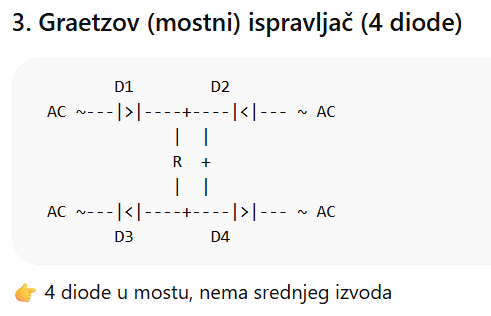 3. Graetzov (mostni) ispravljač (4 diode)
        D1        D2
AC ~---|>|----+----|<|--- ~ AC
             |  |
             R  +
             |  |
AC ~---|<|----+----|>|--- ~ AC
        D3        D4
👉 4 diode u mostu, nema srednjeg izvoda